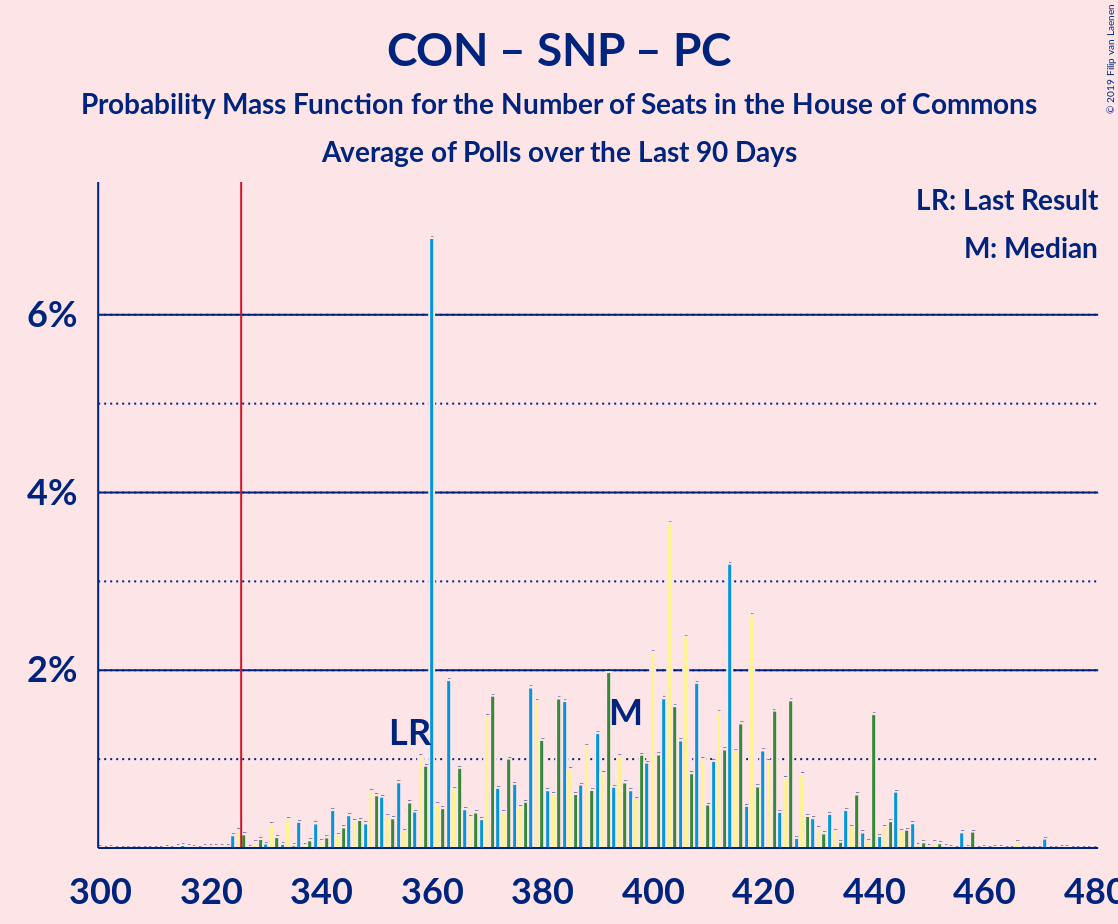 CON – SNP – PC
Probability Mass Function for the Number of Seats in the House of Commons
Average of Polls over the Last 90 Days
© 2019 Filip van Laenen
LR: Last Result
M: Median
6%
4%
2%
LR
M
300 320 340 360 380 400 420 440 460 480